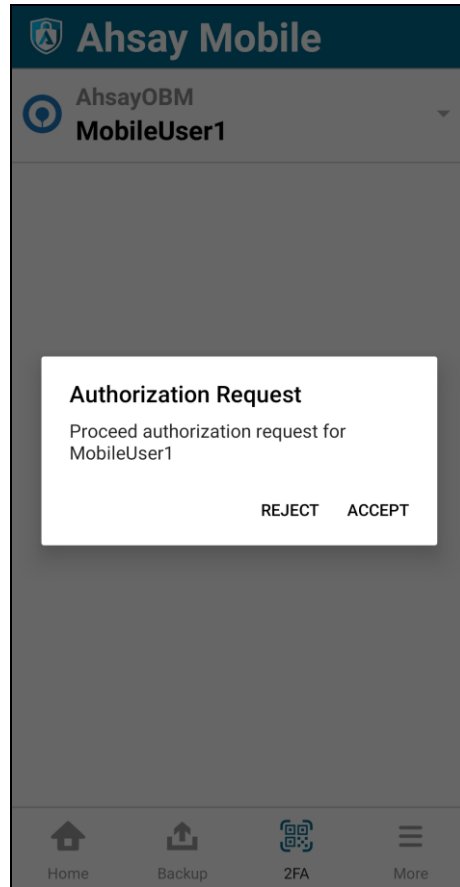 Ahsay Mobile
AhsayOBM
MobileUser1
Authorization Request
Proceed authorization request for
MobileUser1
REJECT ACCEPT
Home Backup 2FA More